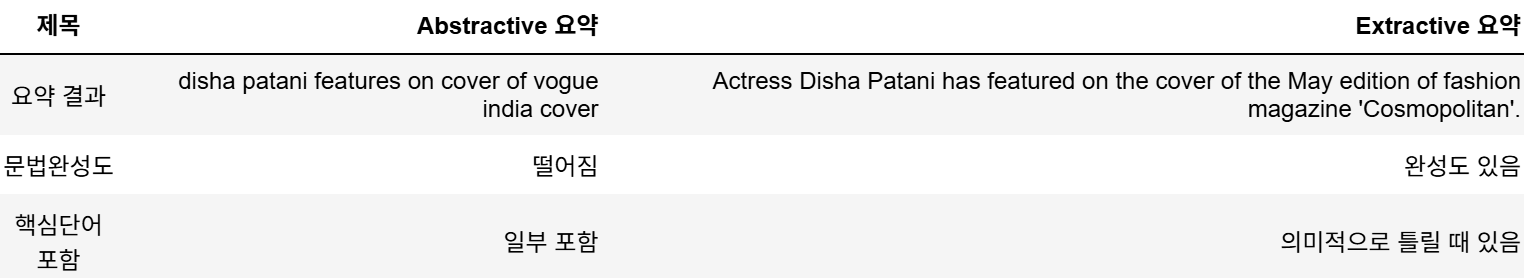 제목 Abstractive 요약 Extractive 요약
요약 결과 disha patani features on cover of vogue india cover Actress Disha Patani has featured on the cover of the May edition of fashion magazine 'Cosmopolitan'.
문법완성도 떨어짐 완성도 있음
핵심단어 포함 일부 포함 의미적으로 틀릴 때 있음